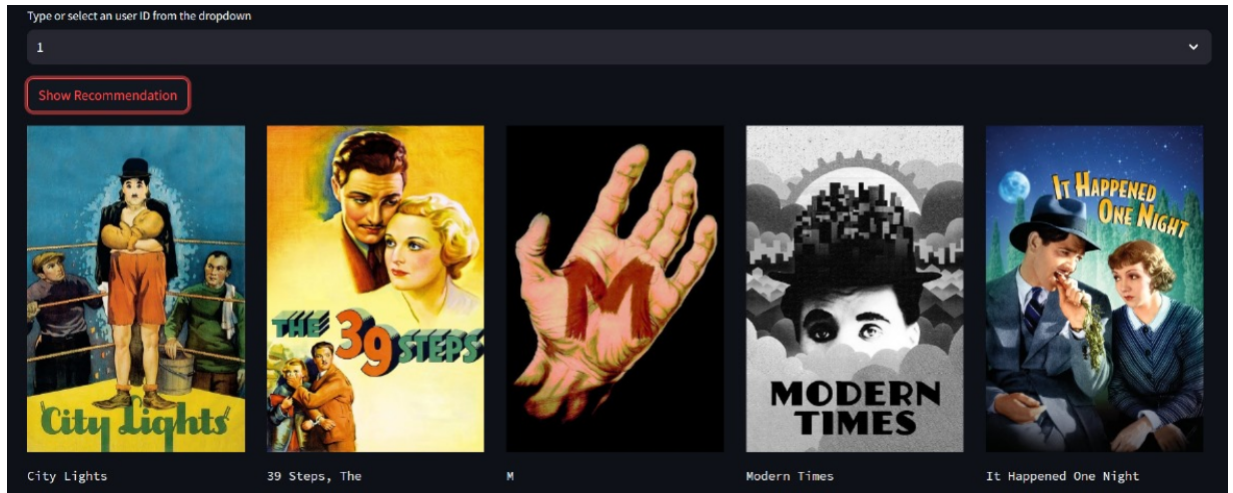 Type or select an user ID from the dropdown
1
Show Recommendation
City Lights
THE 39 STEPS
M
MODERN
TIMES
IT HAPPENED
ONE NIGHT
City Lights
39 Steps, The
M
Modern Times
It Happened One Night